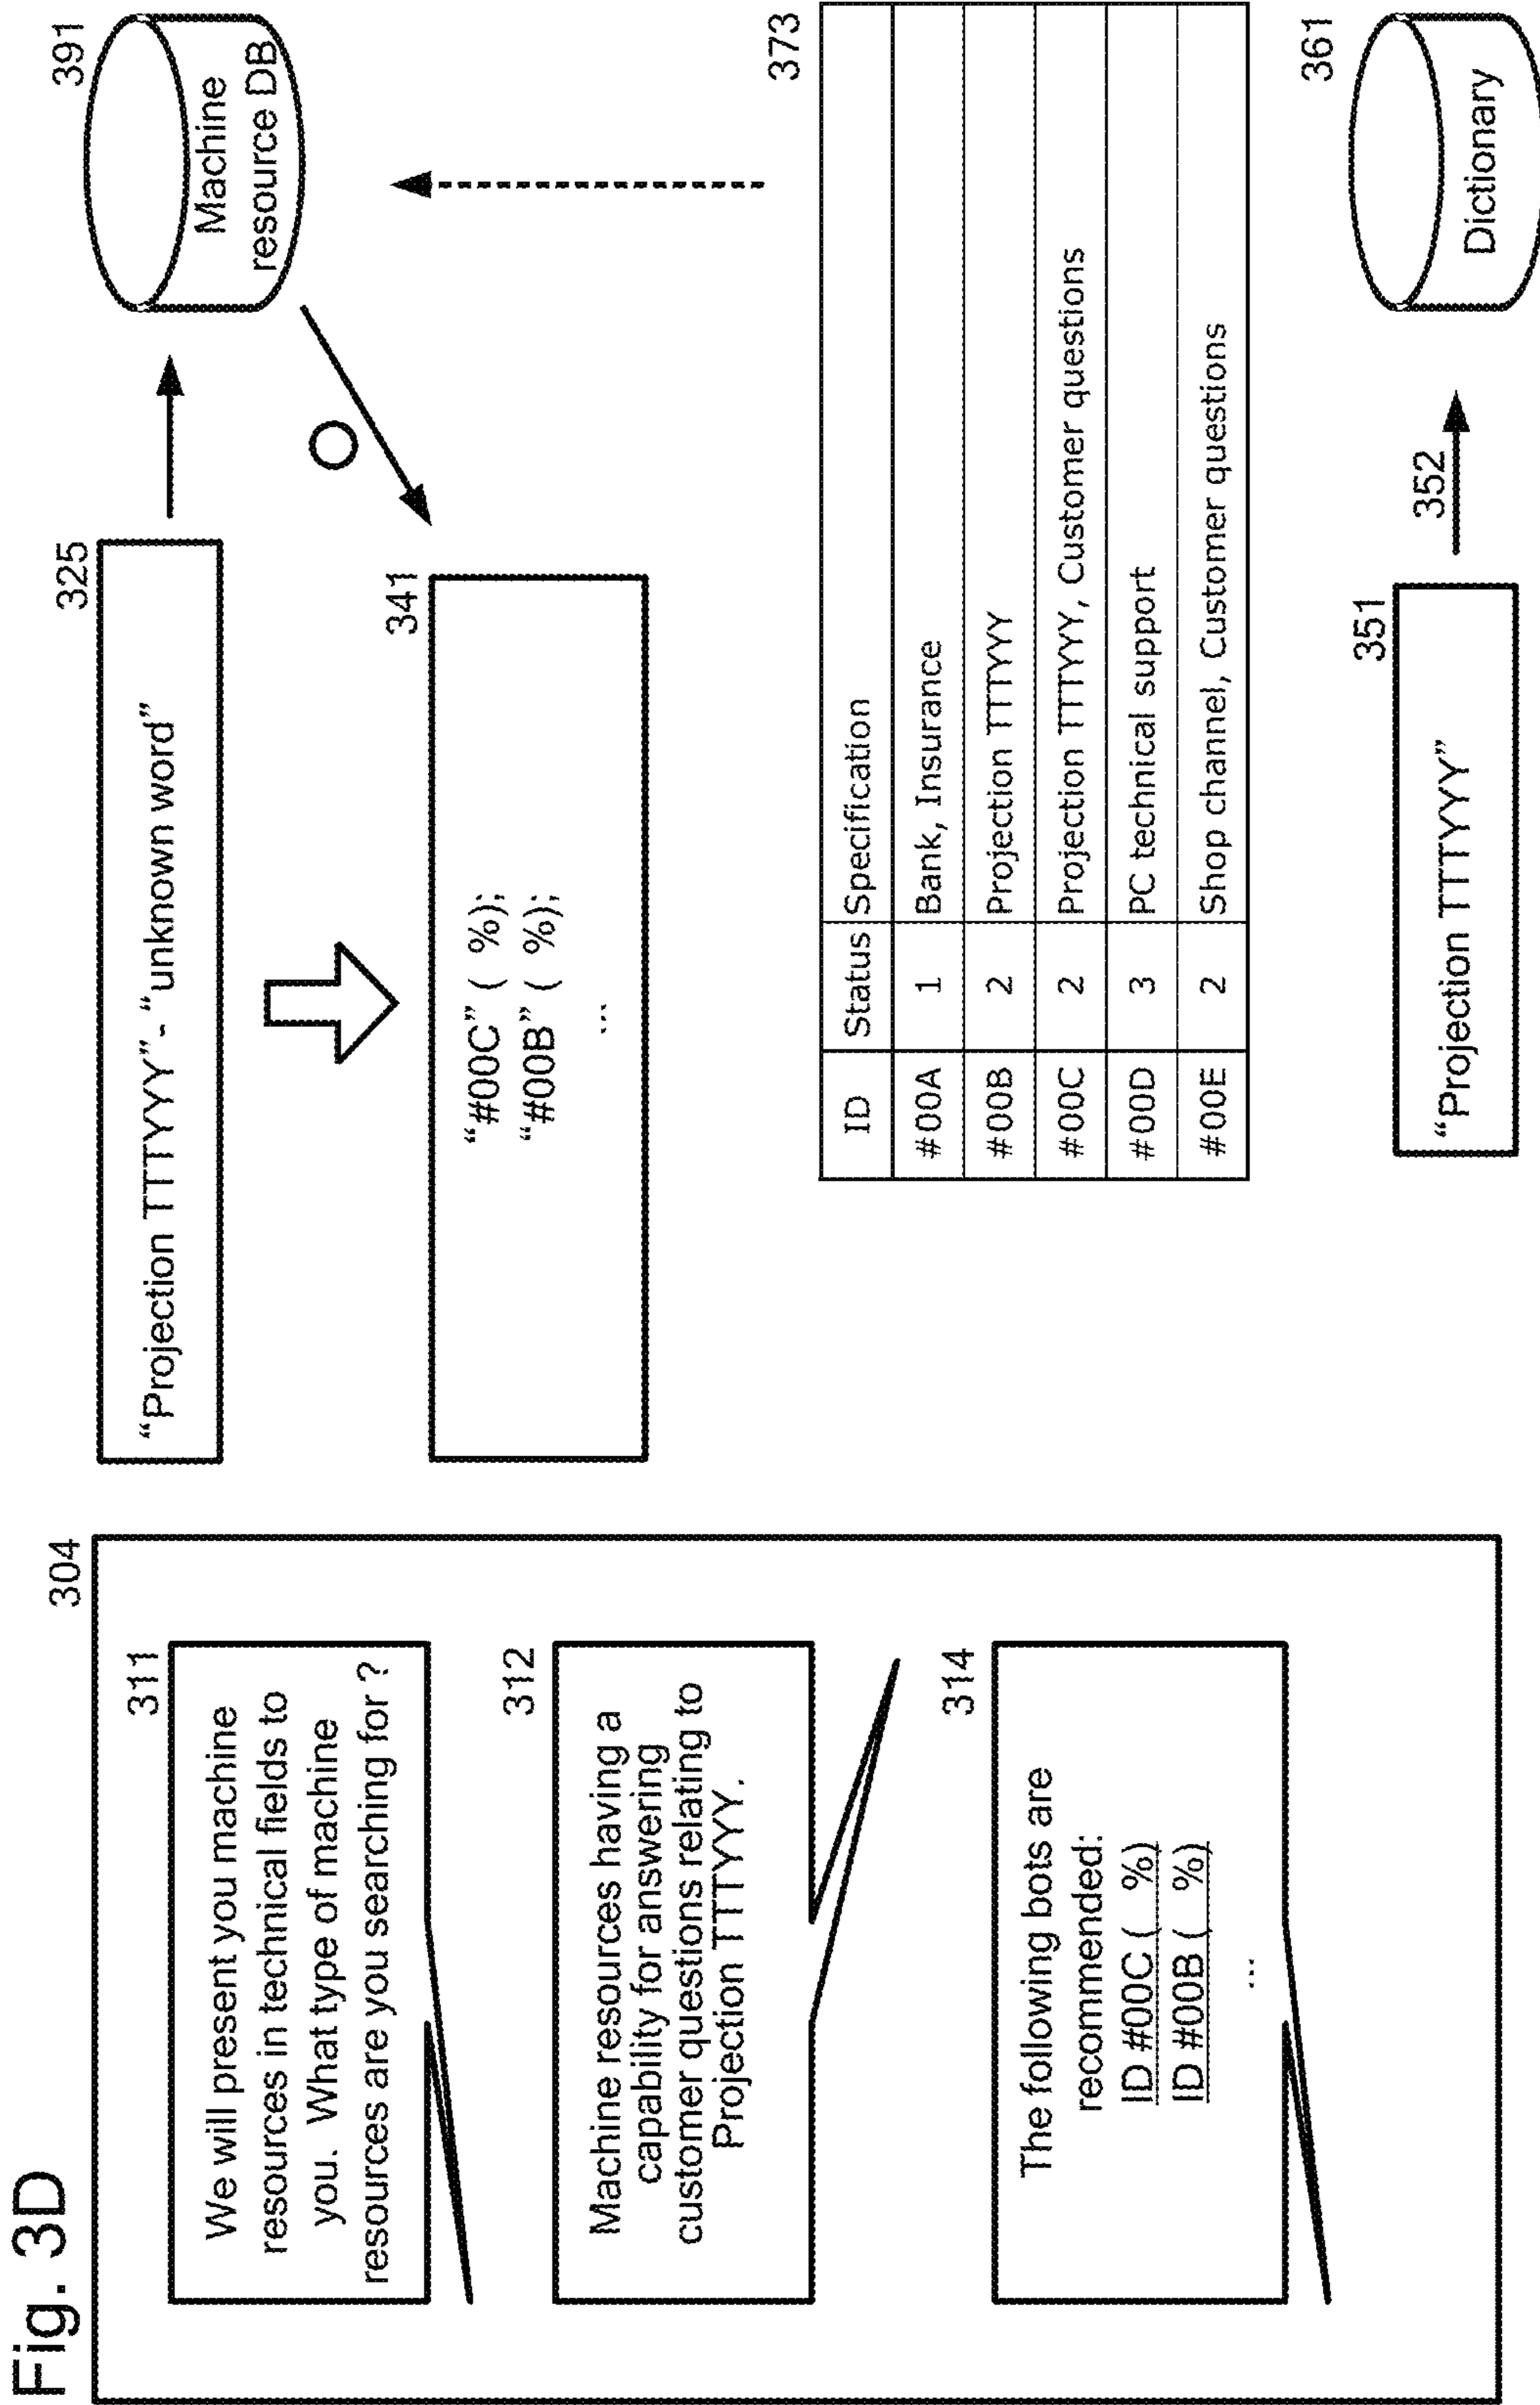 Fig. 3D
304
311
We will present you machine
resources in technical fields to
you. What type of machine
resources are you searching for ?
312
Machine resources having a
capability for answering
customer questions relating to
Projection TTTYYY.
314
The following bots are
recommended:
ID #00C ( %)
ID #00B ( %)
...
325
“Projection TTTYYY” - “unknown word”
391
Machine
resource DB
341
“#00C” ( %);
“#00B” ( %);
...
373
ID Status Specification
#00A 1 Bank, Insurance
#00B 2 Projection TTTYYY
#00C 2 Projection TTTYYY, Customer questions
#00D 3 PC technical support
#00E 2 Shop channel, Customer questions
351
“Projection TTTYYY”
352
361
Dictionary